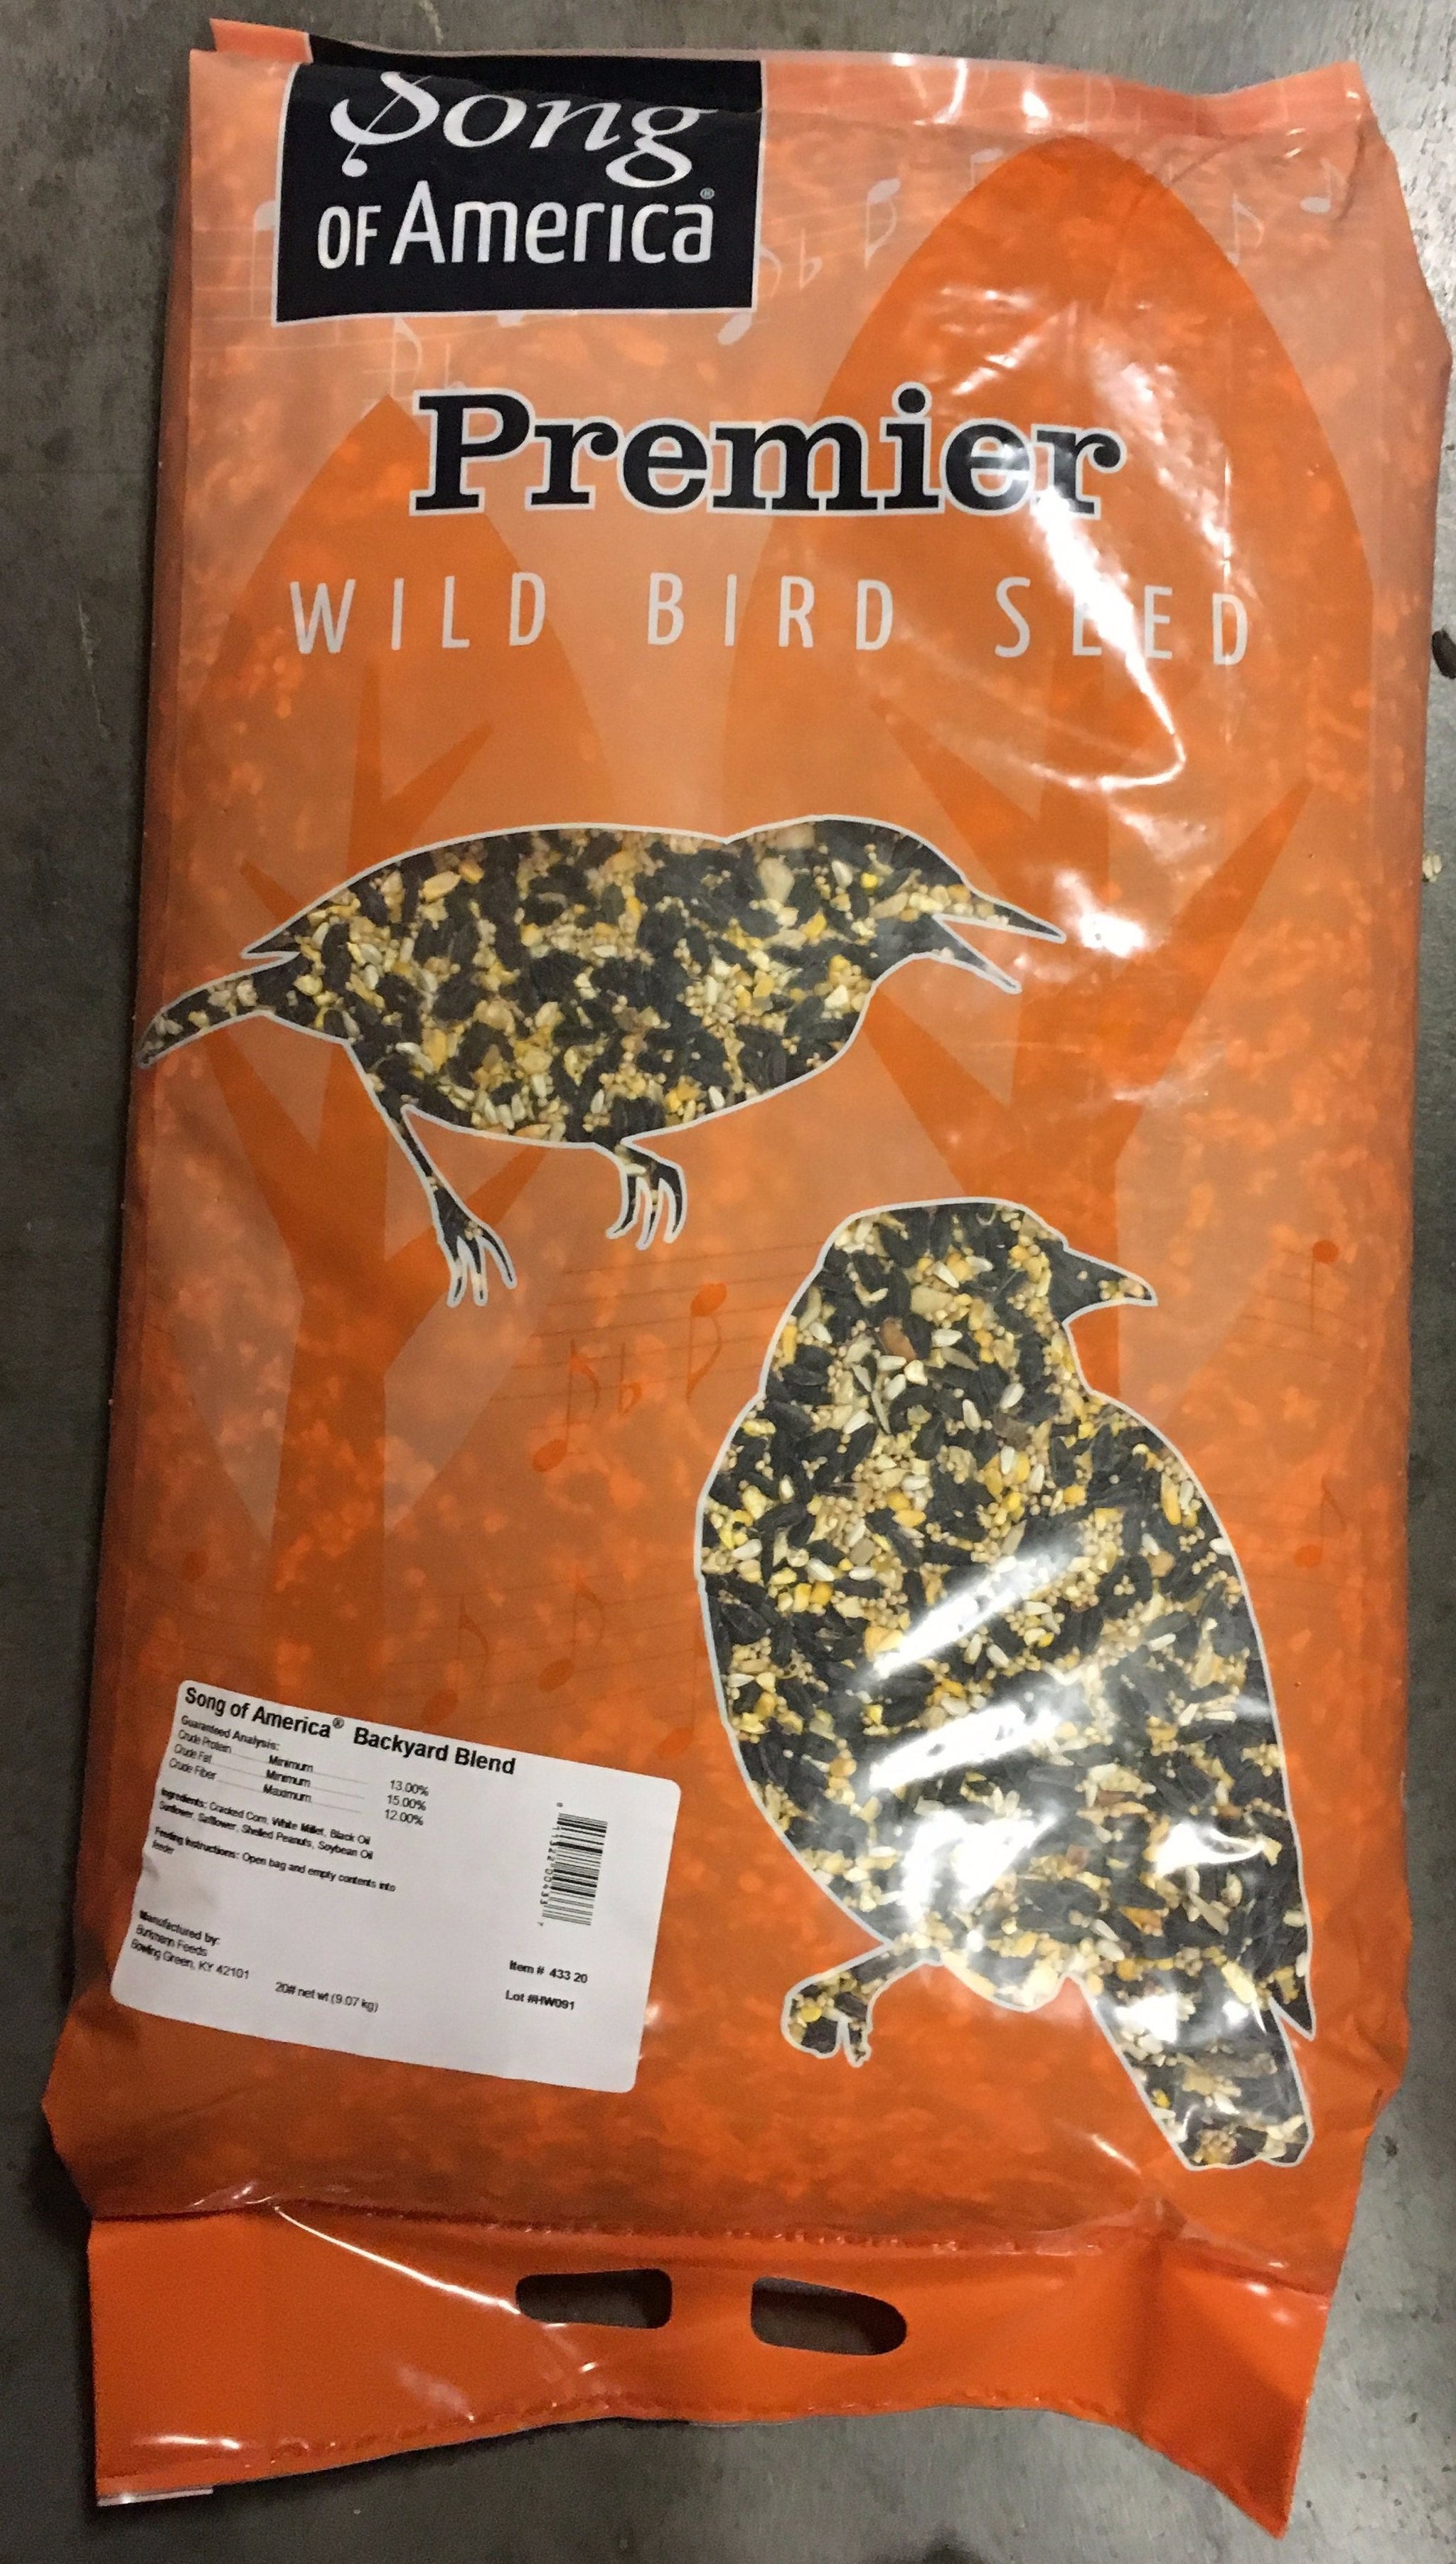 Song
OF America®
Premier
WILD BIRD SEED
Song of America® Backyard Blend
Guaranteed Analysis:
Crude Protein Minimum 13.00%
Crude Fat Minimum 15.00%
Crude Fiber Maximum 12.00%
Ingredients: Cracked Corn, White Millet, Black Oil
Sunflower, Safflower, Shelled Peanuts, Soybean Oil
Feeding Instructions: Open bag and empty contents into
feeder
Manufactured by:
Burkmann Feeds
Bowling Green, KY 42101
20# net wt (9.07 kg)
Item # 433 20
Lot #HW091